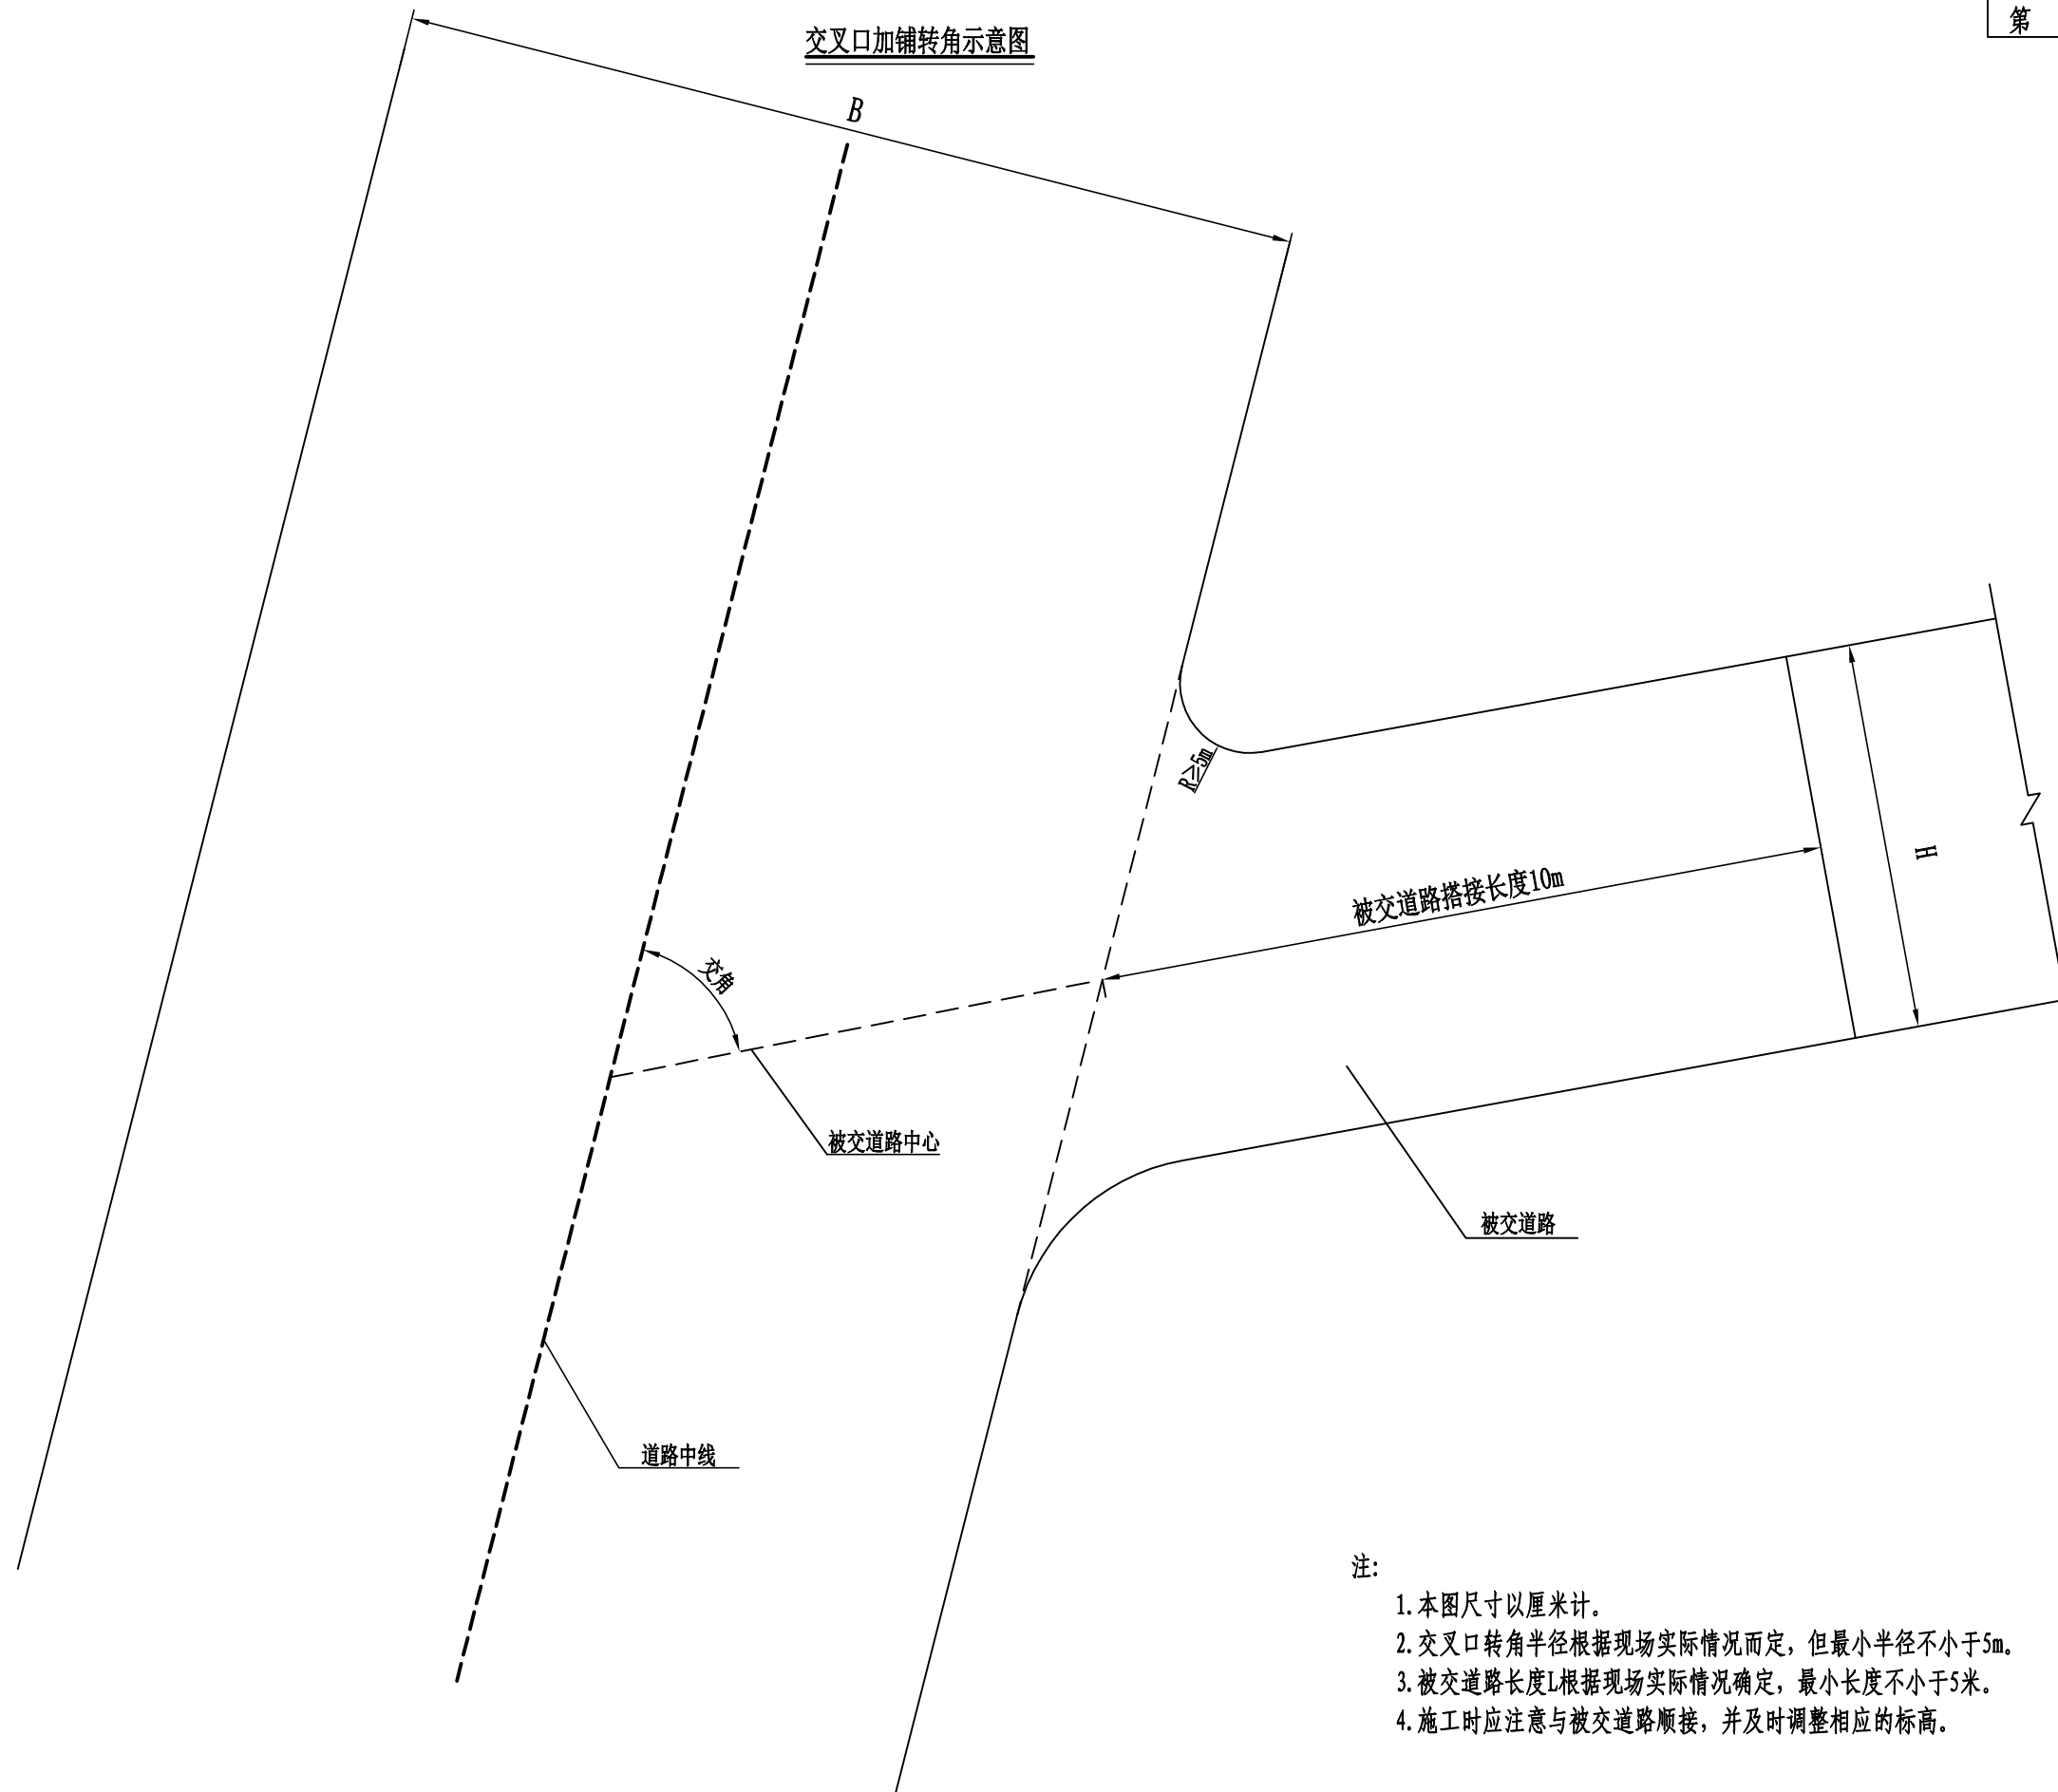 第
交叉口加铺转角示意图
B
R≥5m
H
被交道路搭接长度10m
交角
被交道路中心
被交道路
道路中线
注:
1.本图尺寸以厘米计。
2.交叉口转角半径根据现场实际情况而定，但最小半径不小于5m。
3.被交道路长度L根据现场实际情况确定，最小长度不小于5米。
4.施工时应注意与被交道路顺接，并及时调整相应的标高。